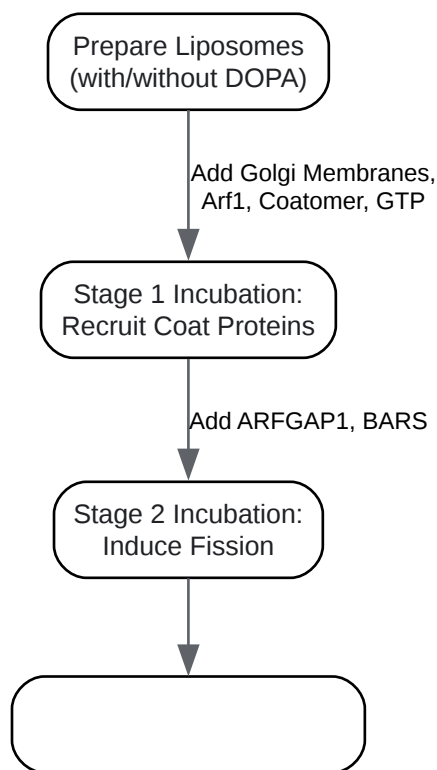 Prepare Liposomes
(with/without DOPA)
Add Golgi Membranes,
Arf1, Coatomer, GTP
Stage 1 Incubation:
Recruit Coat Proteins
Add ARFGAP1, BARS
Stage 2 Incubation:
Induce Fission